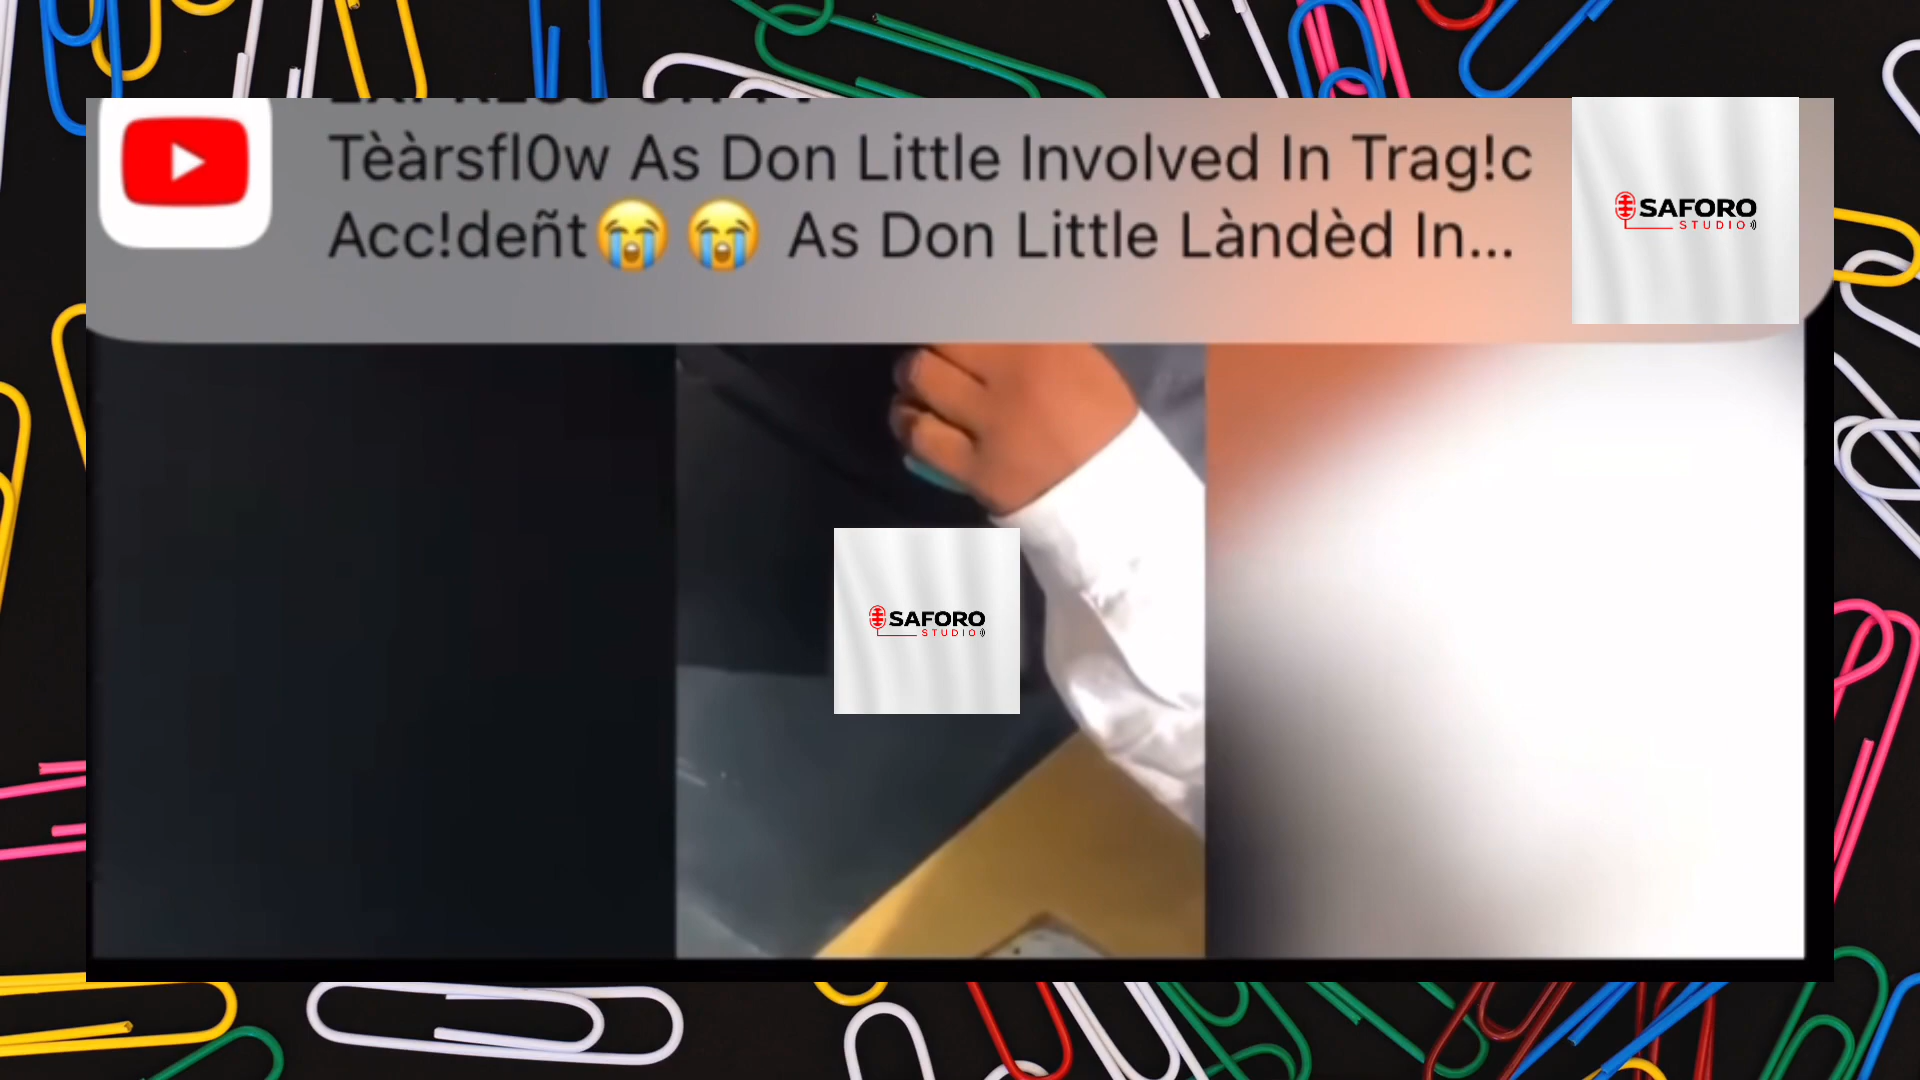 Tèàrsfl0w As Don Little Involved In Trag!c
Acc!deñt😭😭 As Don Little Làndèd In...
SAFORO
STUDIO
SAFORO
STUDIO